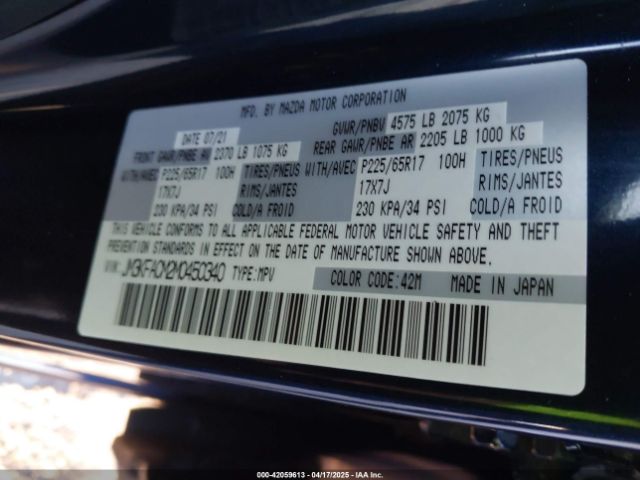 MFD. BY MAZDA MOTOR CORPORATION
DATE 07/21 GVWR/PNBV 4575 LB 2075 KG
FRONT GAWR/PNBE AV 2370 LB 1075 KG REAR GAWR/PNBE AR 2205 LB 1000 KG
WITH/AVEC P225/65R17 100H TIRES/PNEUS WITH/AVEC P225/65R17 100H TIRES/PNEUS
17X7J RIMS/JANTES 17X7J RIMS/JANTES
230 KPA/34 PSI COLD/A FROID 230 KPA/34 PSI COLD/A FROID
THIS VEHICLE CONFORMS TO ALL APPLICABLE FEDERAL MOTOR VEHICLE SAFETY AND THEFT
PREVENTION STANDARDS IN EFFECT ON THE DATE OF MANUFACTURE SHOWN ABOVE.
VIN: JM3KFACM2M0450340 TYPE:MPV COLOR CODE:42M MADE IN JAPAN
000-42059613 - 04/17/2025 - IAA Inc.